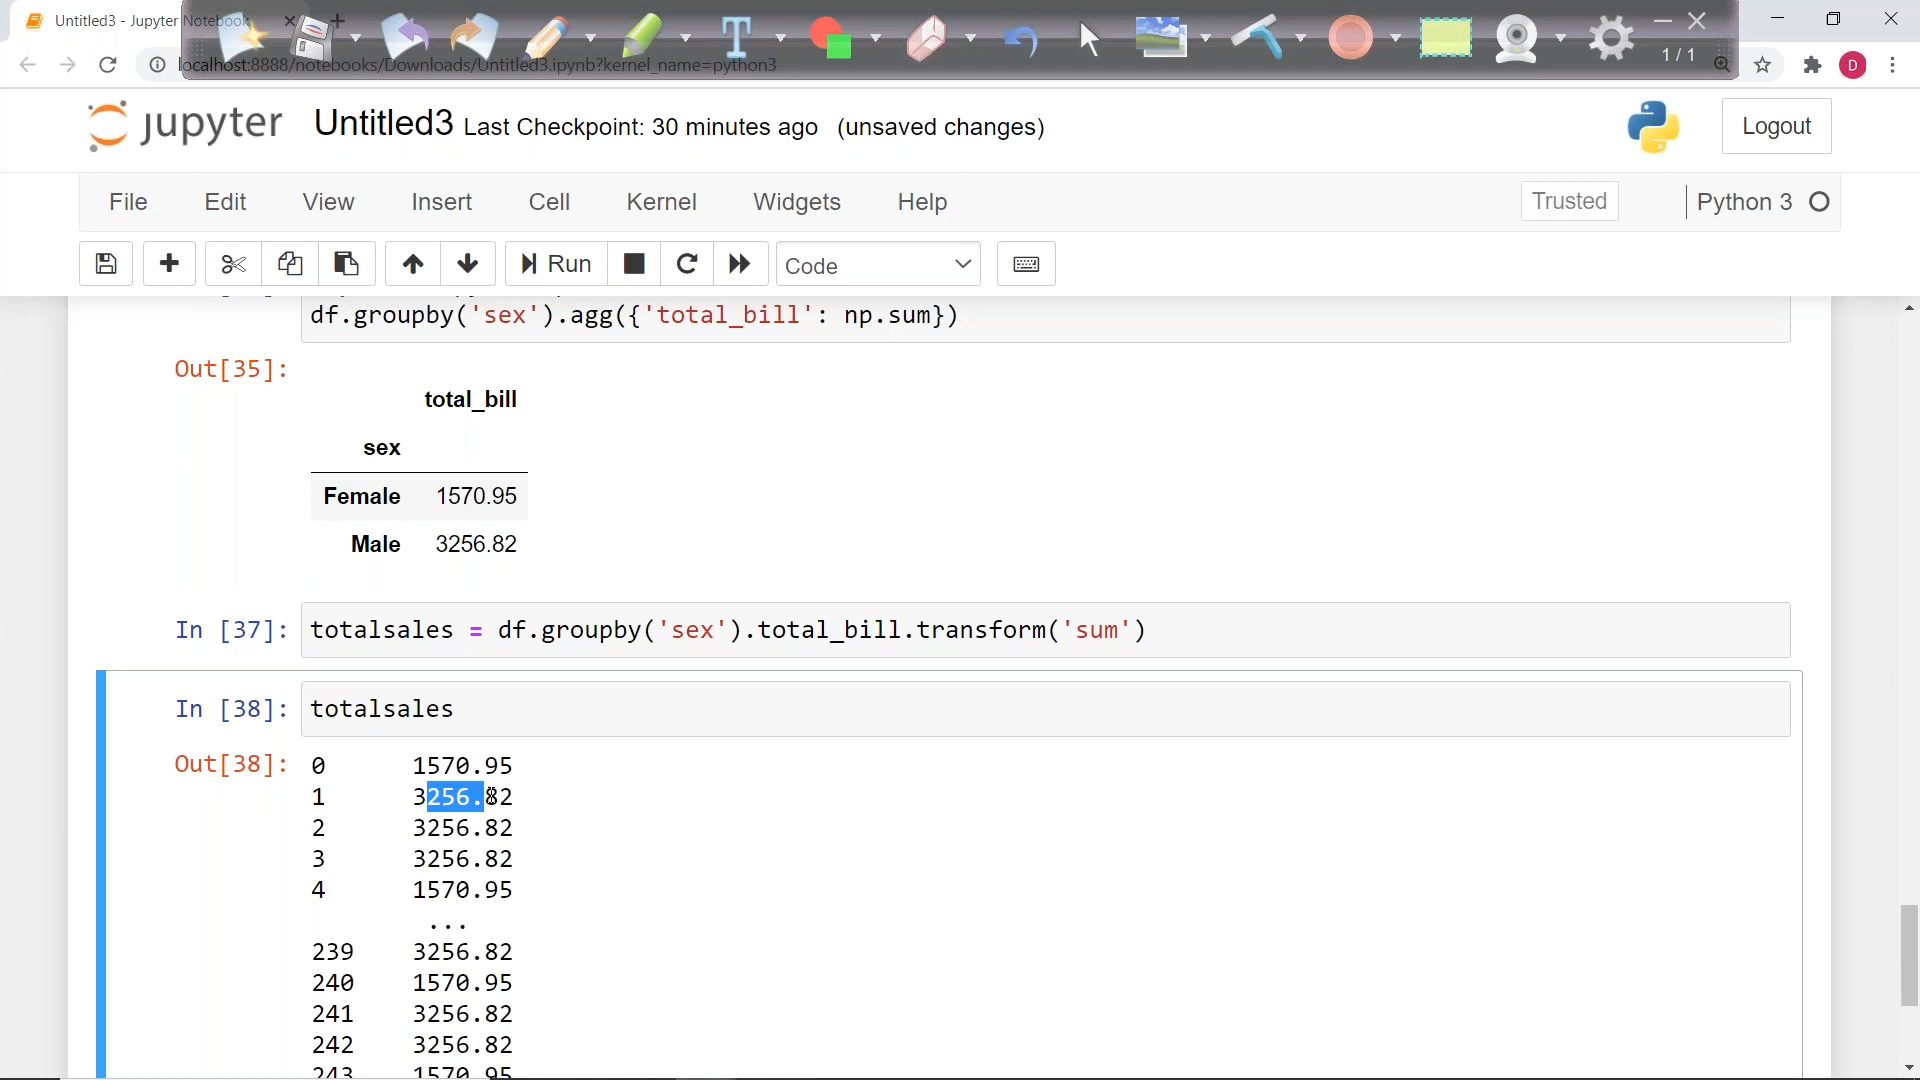 Untitled3 - Jupyter Notebook
1 / 1
localhost:8888/notebooks/Downloads/Untitled3.ipynb?kernel_name=python3
D
jupyter Untitled3 Last Checkpoint: 30 minutes ago (unsaved changes)
Logout
File Edit View Insert Cell Kernel Widgets Help
Trusted
Python 3
Run
Code
df.groupby('sex').agg({'total_bill': np.sum})
Out[35]:
total_bill
sex
Female 1570.95
Male 3256.82
In [37]: totalsales = df.groupby('sex').total_bill.transform('sum')
In [38]: totalsales
Out[38]: 0 1570.95
1 3256.82
2 3256.82
3 3256.82
4 1570.95
...
239 3256.82
240 1570.95
241 3256.82
242 3256.82
243 1570.95